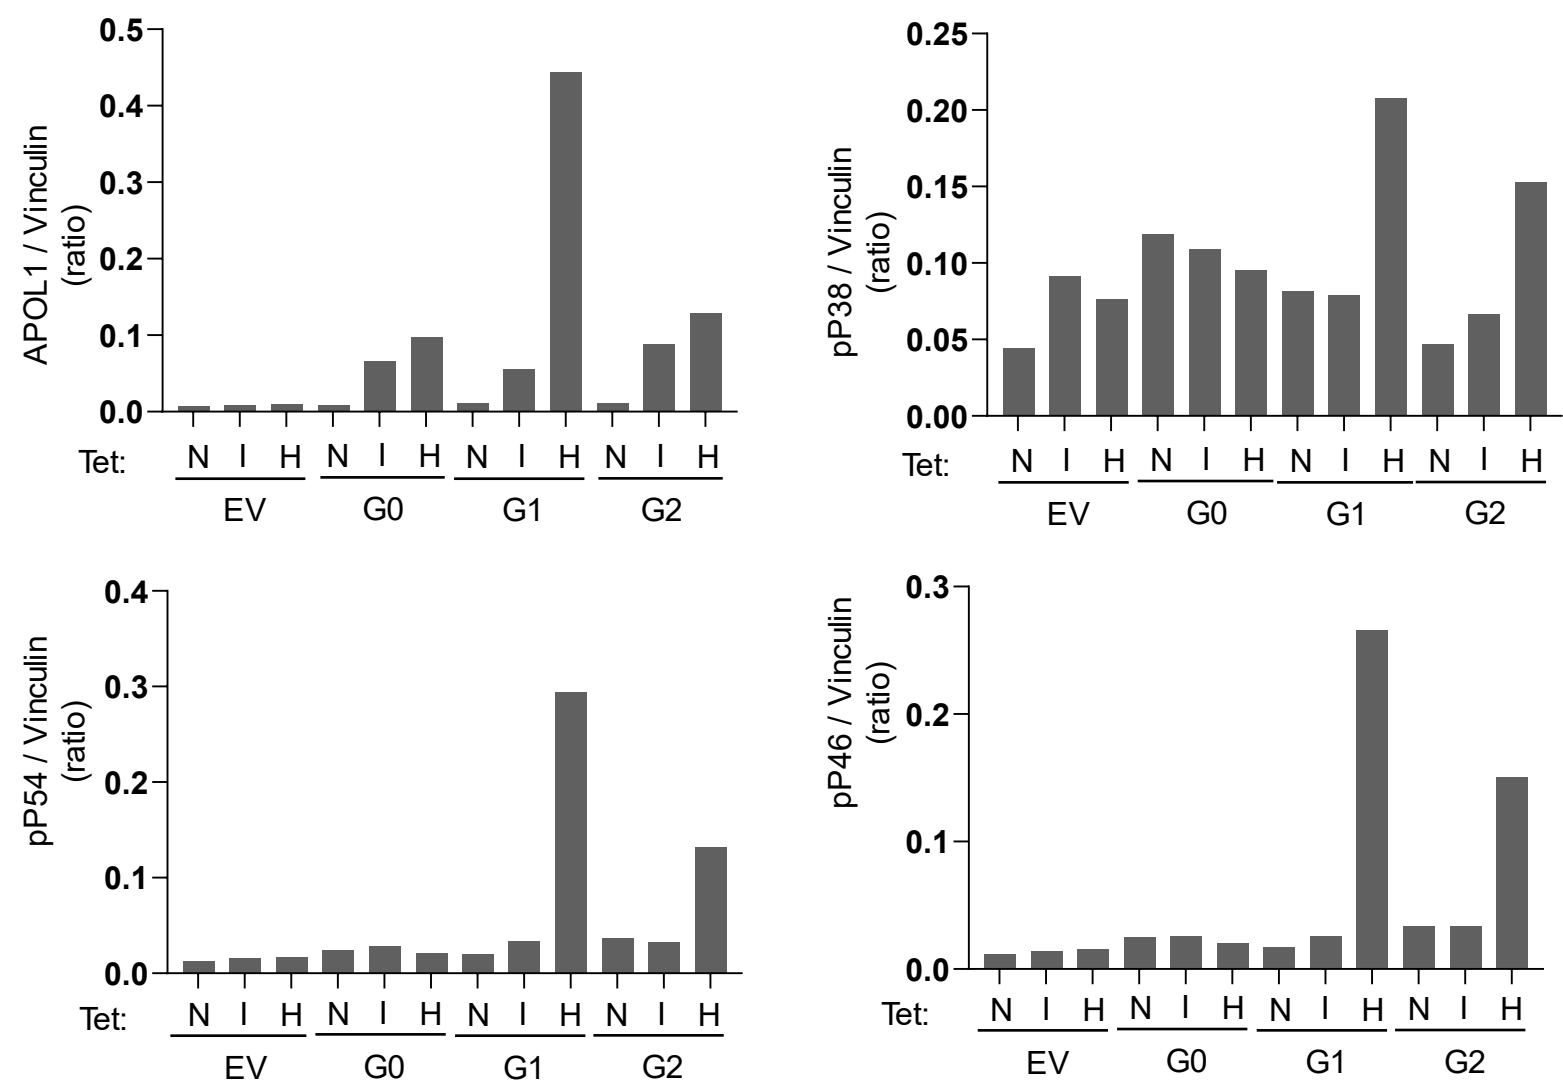 APOL1 / Vinculin
(ratio)
0.5
0.4
0.3
0.2
0.1
0.0
Tet: N I H N I H N I H N I H
EV G0 G1 G2
pP38 / Vinculin
(ratio)
0.25
0.20
0.15
0.10
0.05
0.00
Tet: N I H N I H N I H N I H
EV G0 G1 G2
pP54 / Vinculin
(ratio)
0.4
0.3
0.2
0.1
0.0
Tet: N I H N I H N I H N I H
EV G0 G1 G2
pP46 / Vinculin
(ratio)
0.3
0.2
0.1
0.0
Tet: N I H N I H N I H N I H
EV G0 G1 G2